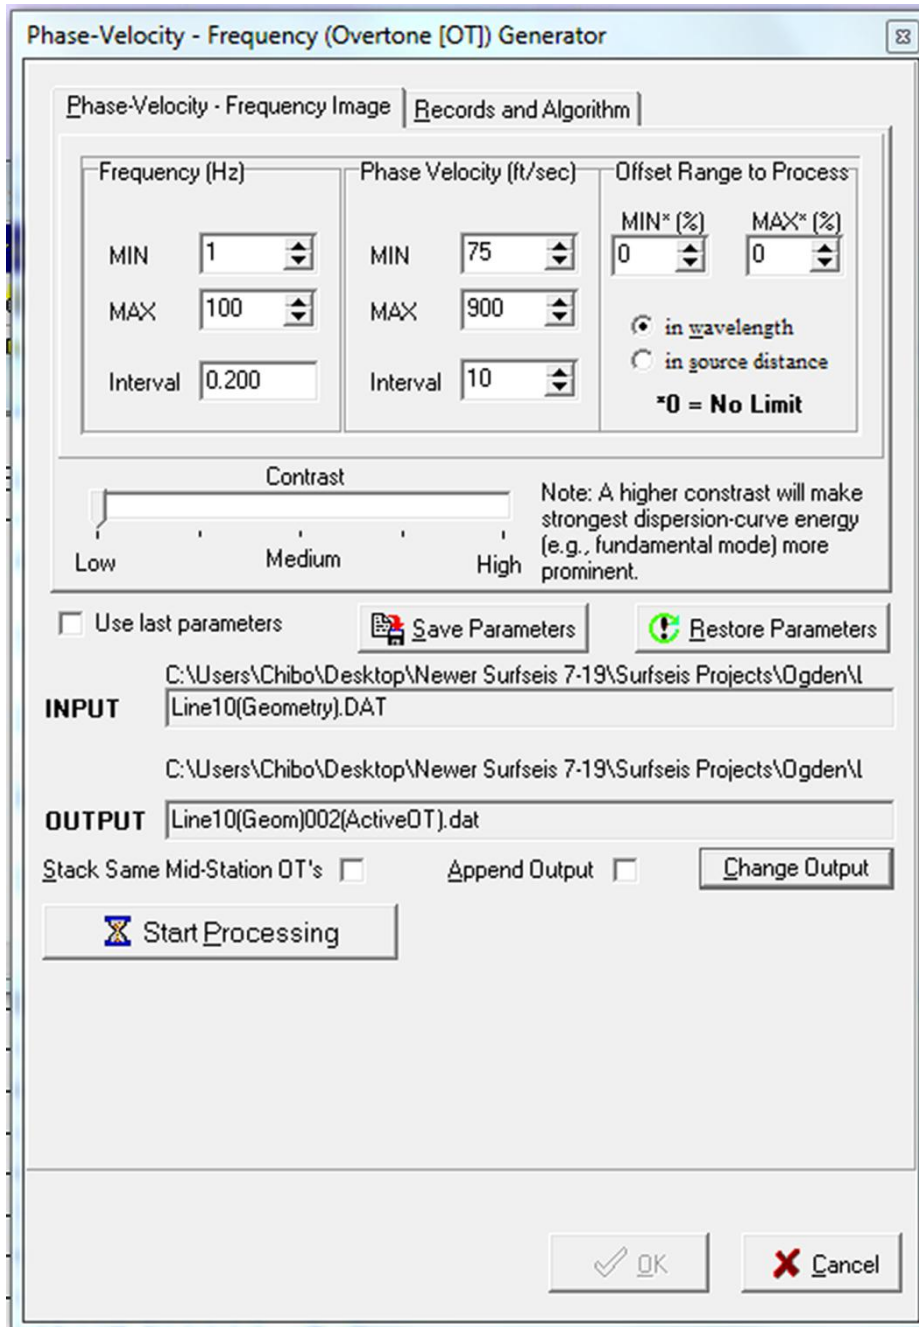 Phase-Velocity - Frequency (Overtone [OT]) Generator
Phase-Velocity - Frequency Image
Records and Algorithm
Frequency (Hz)
MIN 1
MAX 100
Interval 0.200
Phase Velocity (ft/sec)
MIN 75
MAX 900
Interval 10
Offset Range to Process
MIN* (%) MAX* (%)
0 0
in wavelength
in source distance
*0 = No Limit
Contrast
Low Medium High
Note: A higher constrast will make
strongest dispersion-curve energy
(e.g., fundamental mode) more
prominent.
Use last parameters
Save Parameters
Restore Parameters
C:\Users\Chibo\Desktop\Newer Surfseis 7-19\Surfseis Projects\Ogden\L
INPUT Line10(Geometry).DAT
C:\Users\Chibo\Desktop\Newer Surfseis 7-19\Surfseis Projects\Ogden\L
OUTPUT Line10(Geom)002(ActiveOT).dat
Stack Same Mid-Station OT's
Append Output
Change Output
Start Processing
OK
Cancel